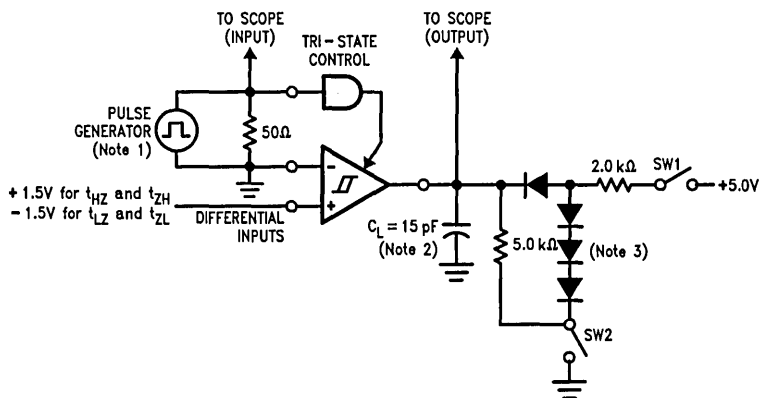 TO SCOPE
(INPUT)
TO SCOPE
(OUTPUT)
TRI-STATE
CONTROL
PULSE
GENERATOR
(Note 1)
50Ω
+ 1.5V for tHZ and tZH
- 1.5V for tLZ and tZL
DIFFERENTIAL
INPUTS
-
+
CL = 15 pF
(Note 2)
5.0 kΩ
2.0 kΩ
SW1
+5.0V
(Note 3)
SW2